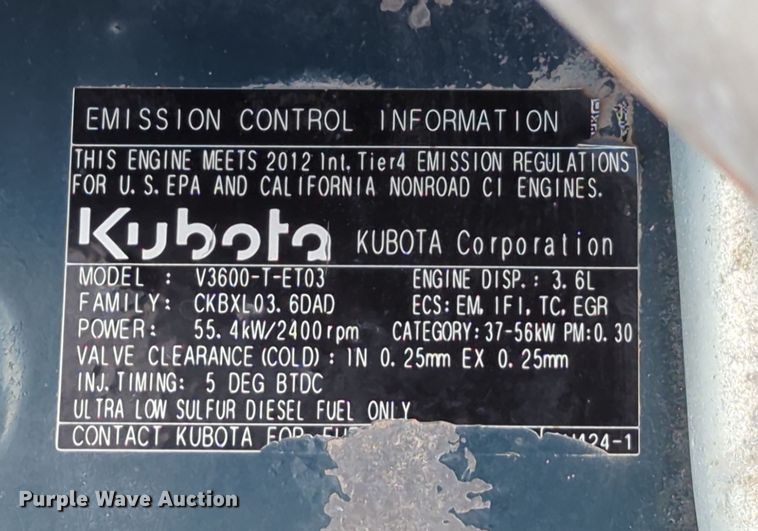 EMISSION CONTROL INFORMATION
THIS ENGINE MEETS 2012 Int. Tier4 EMISSION REGULATIONS
FOR U.S. EPA AND CALIFORNIA NONROAD CI ENGINES.
Kubota KUBOTA Corporation
MODEL : V3600-T-ET03 ENGINE DISP.: 3.6L
FAMILY: CKBXL03.6DAD ECS: EM, IFI, TC, EGR
POWER: 55.4kW/2400rpm CATEGORY: 37-56kW PM: 0.30
VALVE CLEARANCE (COLD) : IN 0.25mm EX 0.25mm
INJ. TIMING: 5 DEG BTDC
ULTRA LOW SULFUR DIESEL FUEL ONLY
CONTACT KUBOTA FOR
Purple Wave Auction